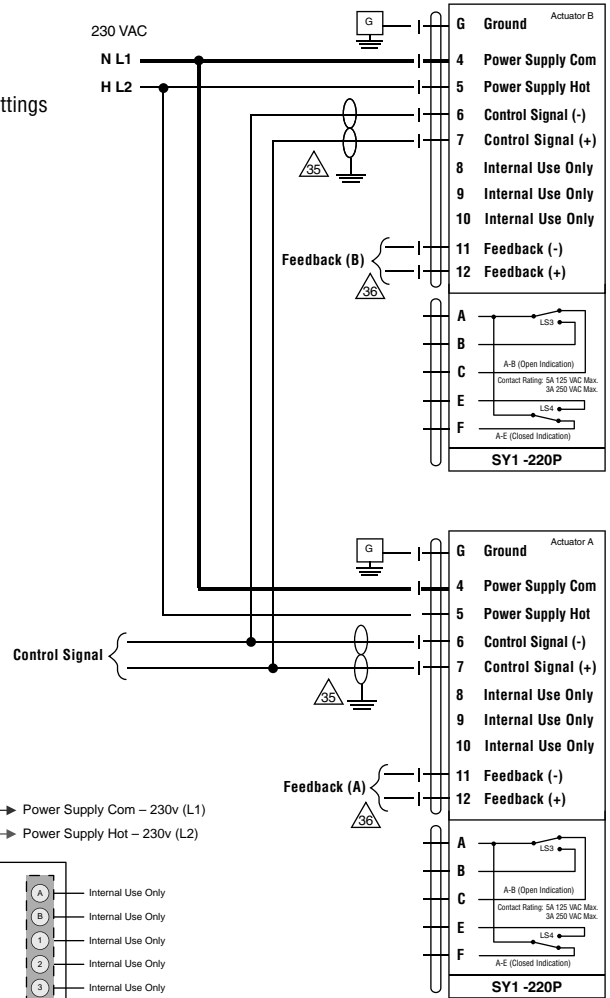 230 VAC
N L1
H L2
ttings
G
G Ground Actuator B
4 Power Supply Com
5 Power Supply Hot
6 Control Signal (-)
7 Control Signal (+)
8 Internal Use Only
9 Internal Use Only
10 Internal Use Only
11 Feedback (-)
12 Feedback (+)
35
Feedback (B)
36
A
LS3
B
A-B (Open Indication)
C
Contact Rating: 5A 125 VAC Max.
3A 250 VAC Max.
E
LS4
F
A-E (Closed Indication)
SY1 -220P
G
G Ground Actuator A
4 Power Supply Com
5 Power Supply Hot
6 Control Signal (-)
7 Control Signal (+)
8 Internal Use Only
9 Internal Use Only
10 Internal Use Only
11 Feedback (-)
12 Feedback (+)
Control Signal
35
Feedback (A)
36
A
LS3
B
A-B (Open Indication)
C
Contact Rating: 5A 125 VAC Max.
3A 250 VAC Max.
E
LS4
F
A-E (Closed Indication)
SY1 -220P
Power Supply Com – 230v (L1)
Power Supply Hot – 230v (L2)
A Internal Use Only
B Internal Use Only
1 Internal Use Only
2 Internal Use Only
3 Internal Use Only